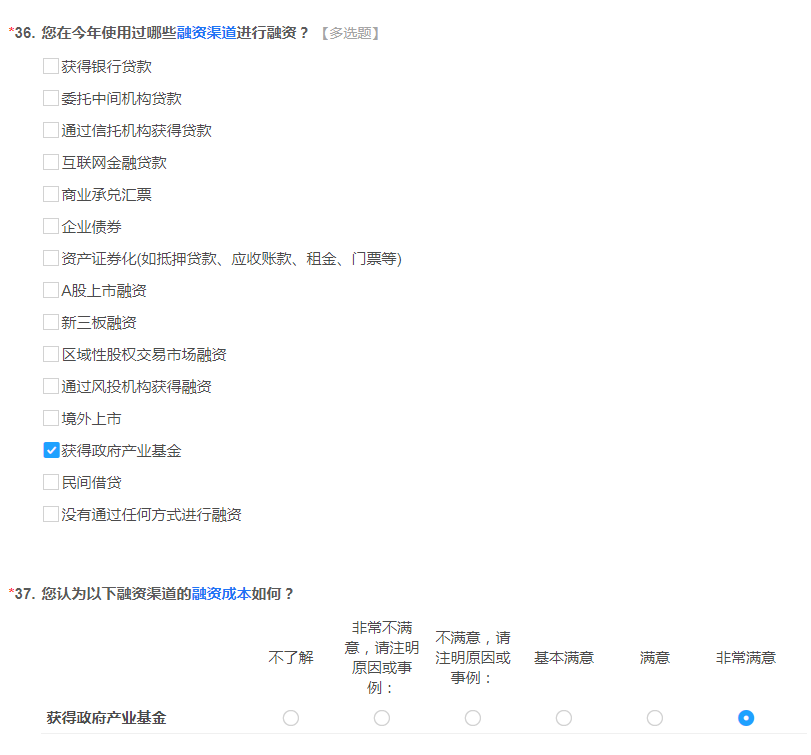 *36. 您在今年使用过哪些融资渠道进行融资？【多选题】
获得银行贷款
委托中间机构贷款
通过信托机构获得贷款
互联网金融贷款
商业承兑汇票
企业债券
资产证券化(如抵押贷款、应收账款、租金、门票等)
A股上市融资
新三板融资
区域性股权交易市场融资
通过风投机构获得融资
境外上市
获得政府产业基金
民间借贷
没有通过任何方式进行融资
*37. 您认为以下融资渠道的融资成本如何？
不了解
非常不满
意，请注明
原因或事
例：
不满意，请
注明原因或
事例：
基本满意
满意
非常满意
获得政府产业基金